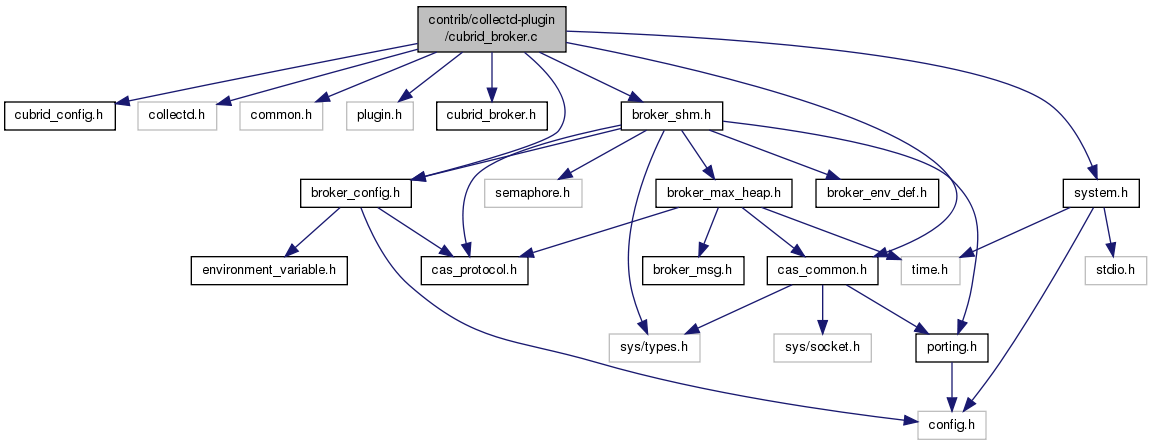 contrib/collectd-plugin
/cubrid_broker.c
cubrid_config.h
collectd.h
common.h
plugin.h
cubrid_broker.h
broker_shm.h
broker_config.h
semaphore.h
broker_max_heap.h
broker_env_def.h
system.h
environment_variable.h
cas_protocol.h
broker_msg.h
cas_common.h
time.h
stdio.h
sys/types.h
sys/socket.h
porting.h
config.h